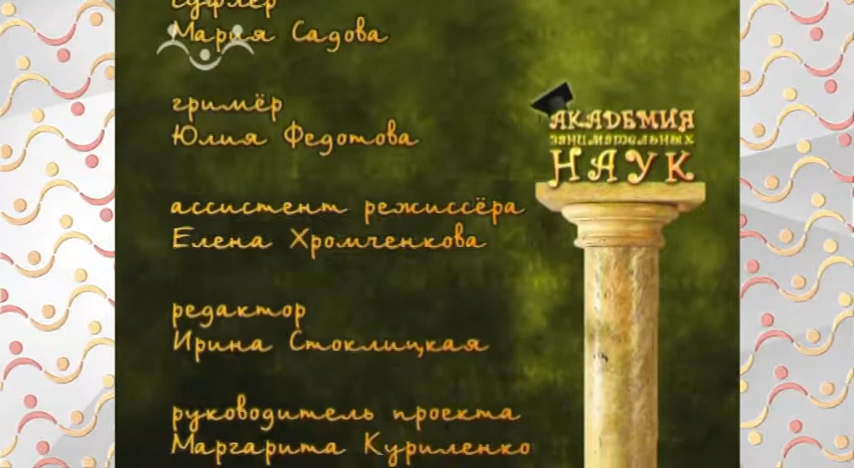 суфлёр
Мария Садова
гримёр
Юлия Федотова
ассистент режиссёра
Елена Хромченкова
редактор
Ирина Стоклицкая
руководитель проекта
Маргарита Куриленко
АКАДЕМИЯ
занимательных
НАУК